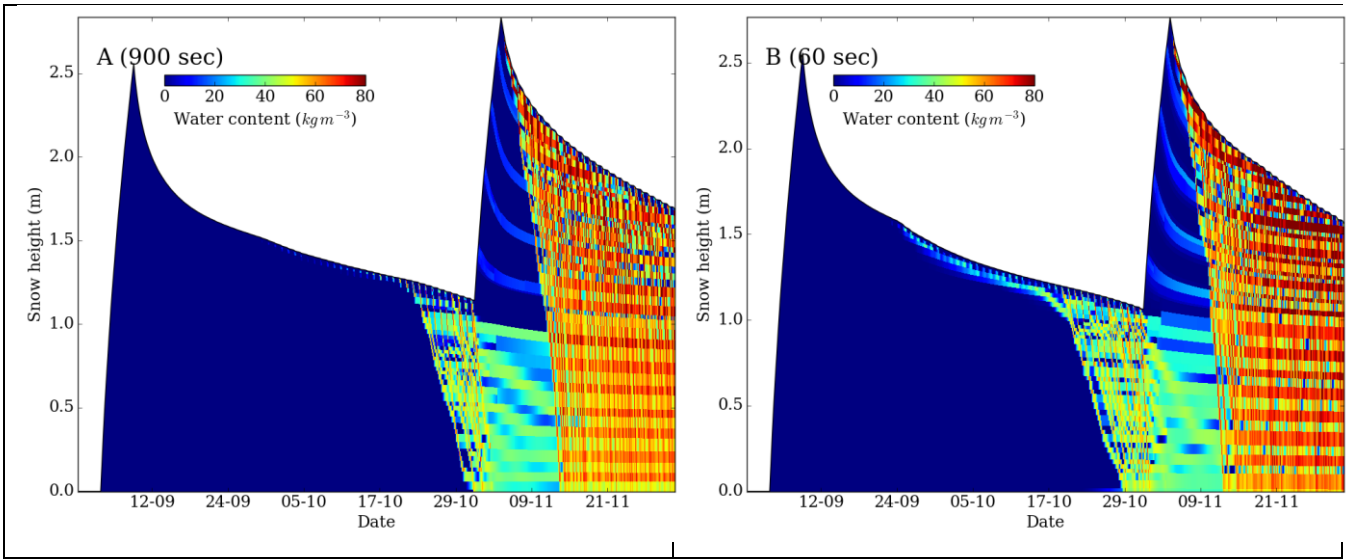 A (900 sec)
0 20 40 60 80
Water content (kg m⁻³)
Snow height (m)
2.5
2.0
1.5
1.0
0.5
0.0
12-09 24-09 05-10 17-10 29-10 09-11 21-11
Date
B (60 sec)
0 20 40 60 80
Water content (kg m⁻³)
Snow height (m)
2.5
2.0
1.5
1.0
0.5
0.0
12-09 24-09 05-10 17-10 29-10 09-11 21-11
Date